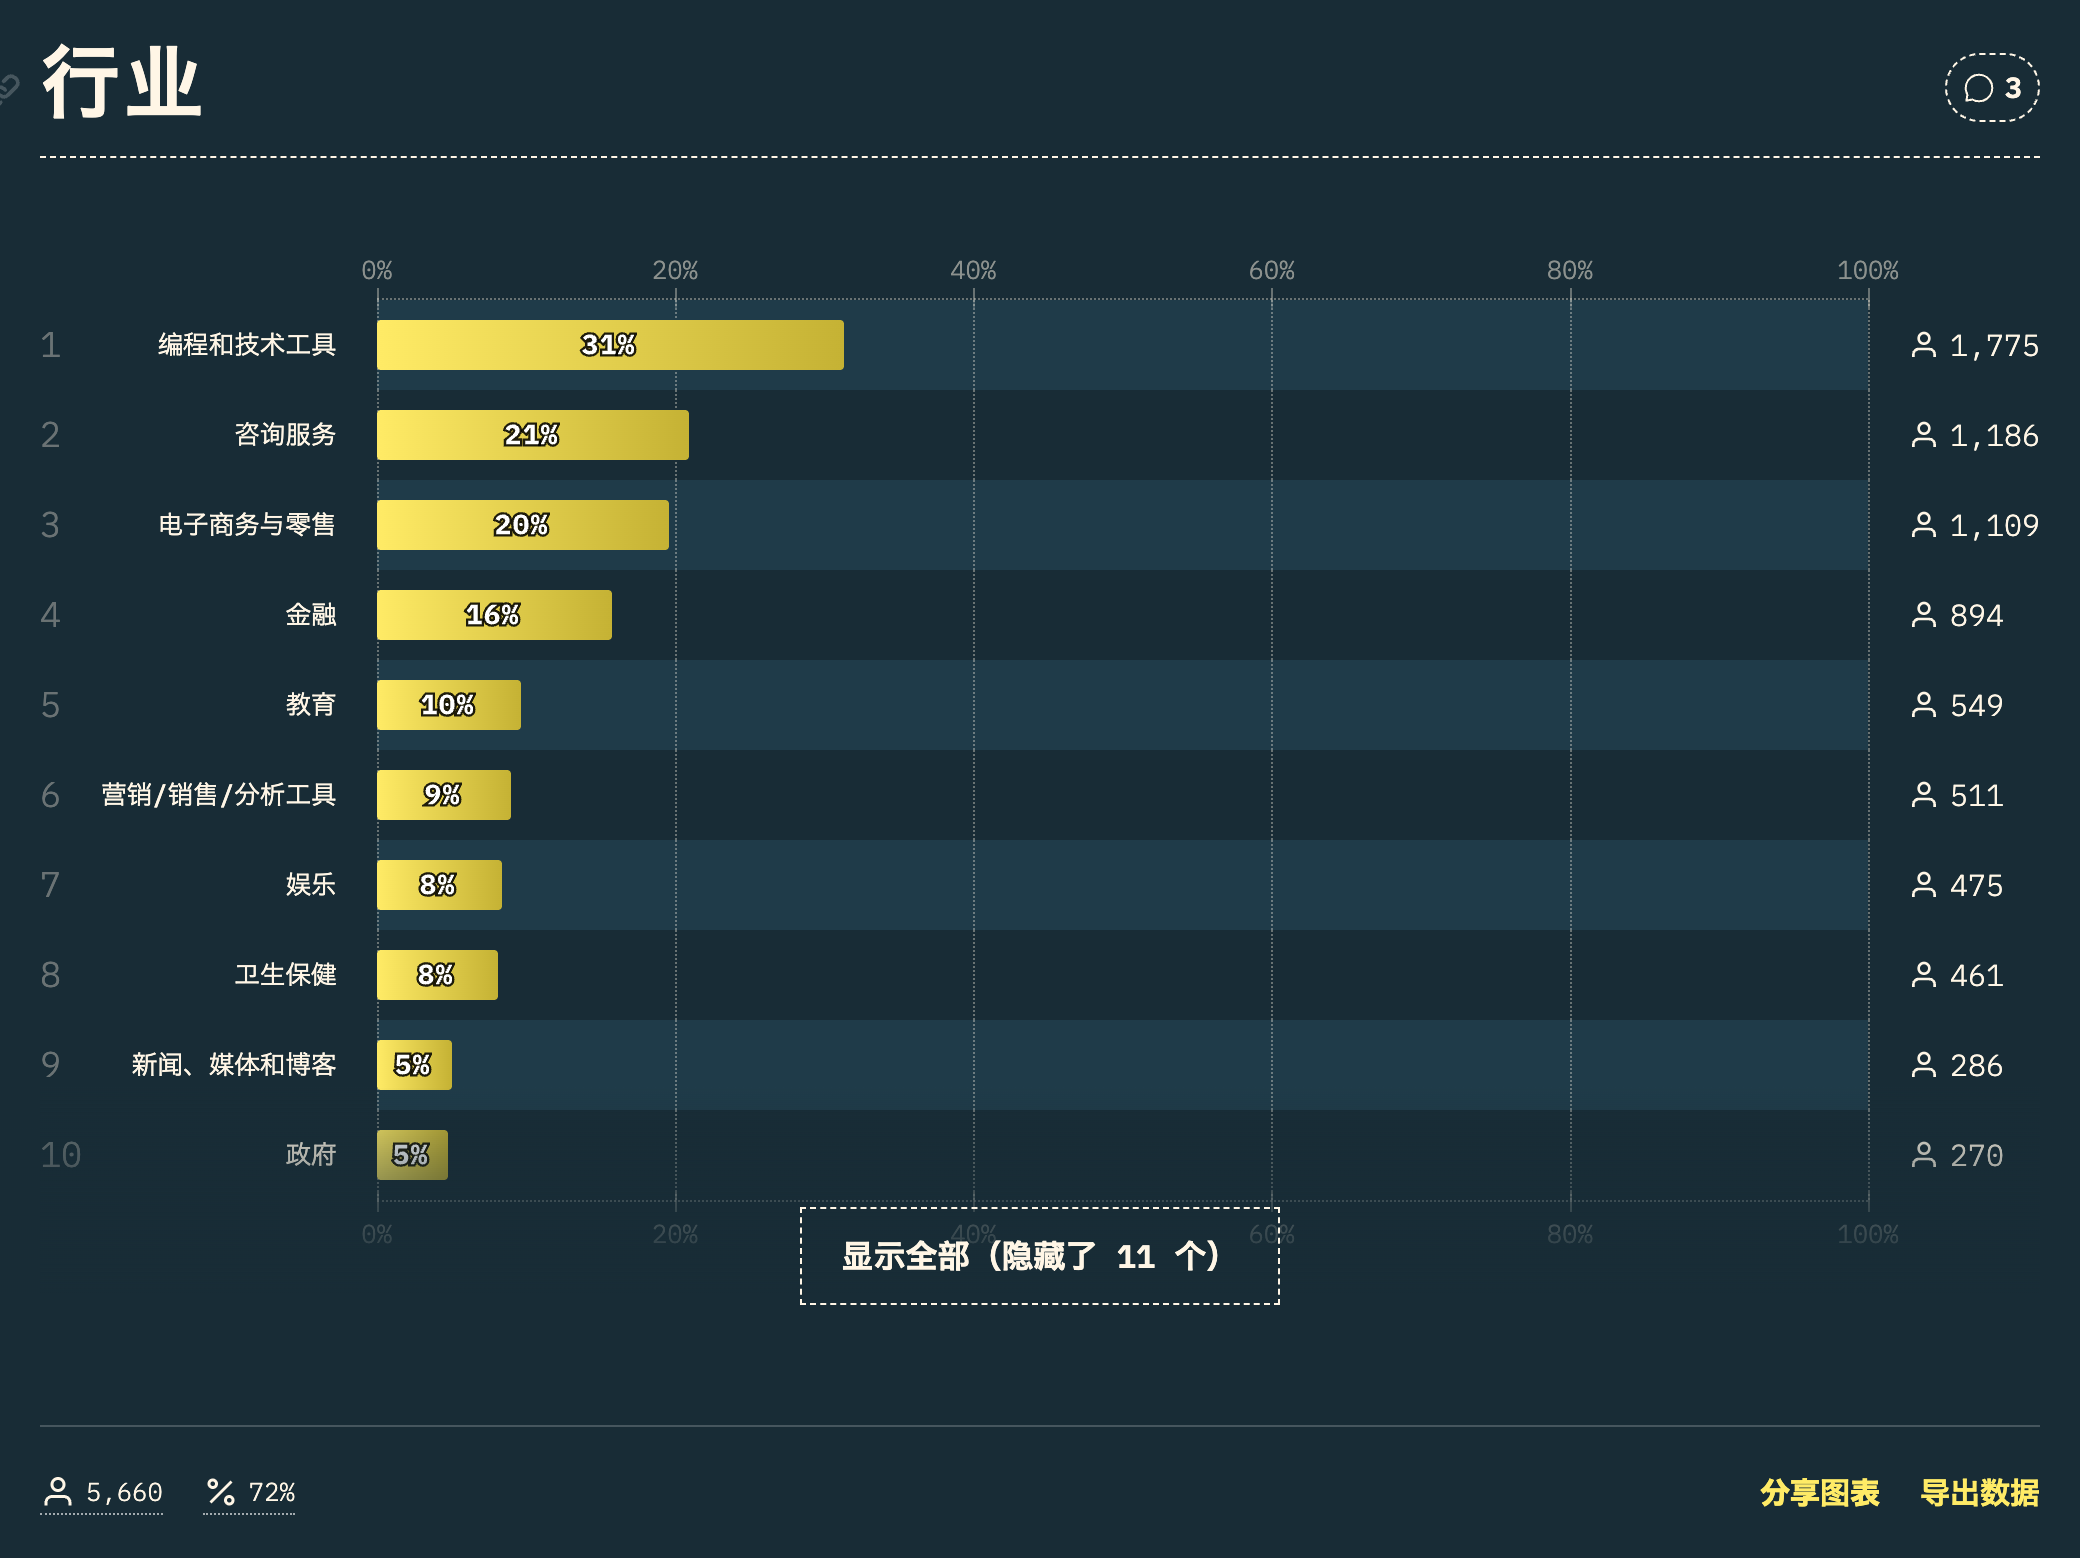 行业
3
0% 20% 40% 60% 80% 100%
1 编程和技术工具 31% 1,775
2 咨询服务 21% 1,186
3 电子商务与零售 20% 1,109
4 金融 16% 894
5 教育 10% 549
6 营销/销售/分析工具 9% 511
7 娱乐 8% 475
8 卫生保健 8% 461
9 新闻、媒体和博客 5% 286
10 政府 5% 270
0% 20% 40% 60% 80% 100%
显示全部（隐藏了 11 个）
5,660 72% 分享图表 导出数据